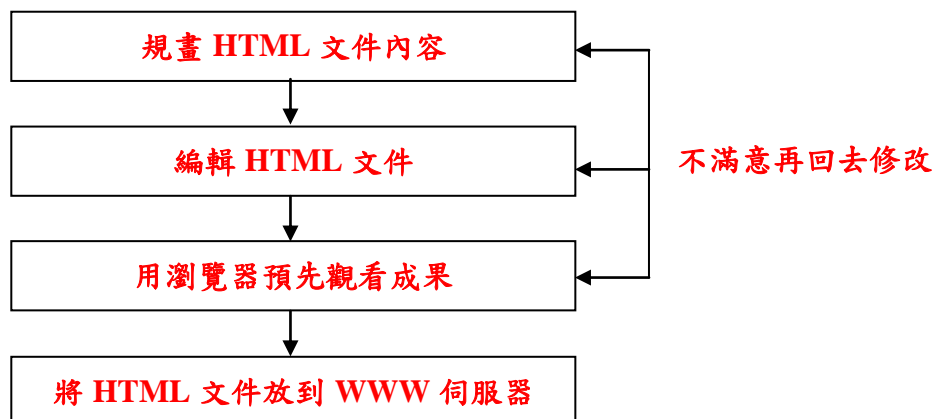 規畫 HTML 文件內容
編輯 HTML 文件
不滿意再回去修改
用瀏覽器預先觀看成果
將 HTML 文件放到 WWW 伺服器